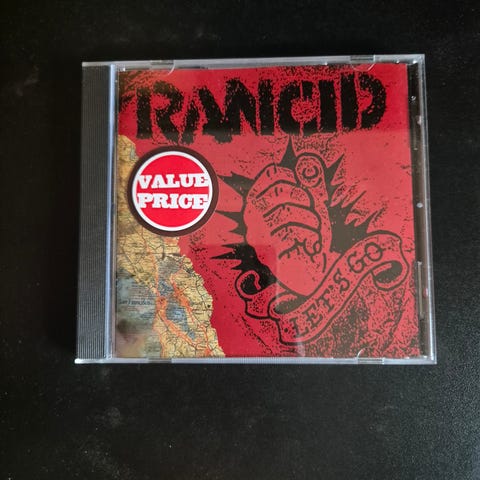 RANCID
VALUE
PRICE
LET'S GO